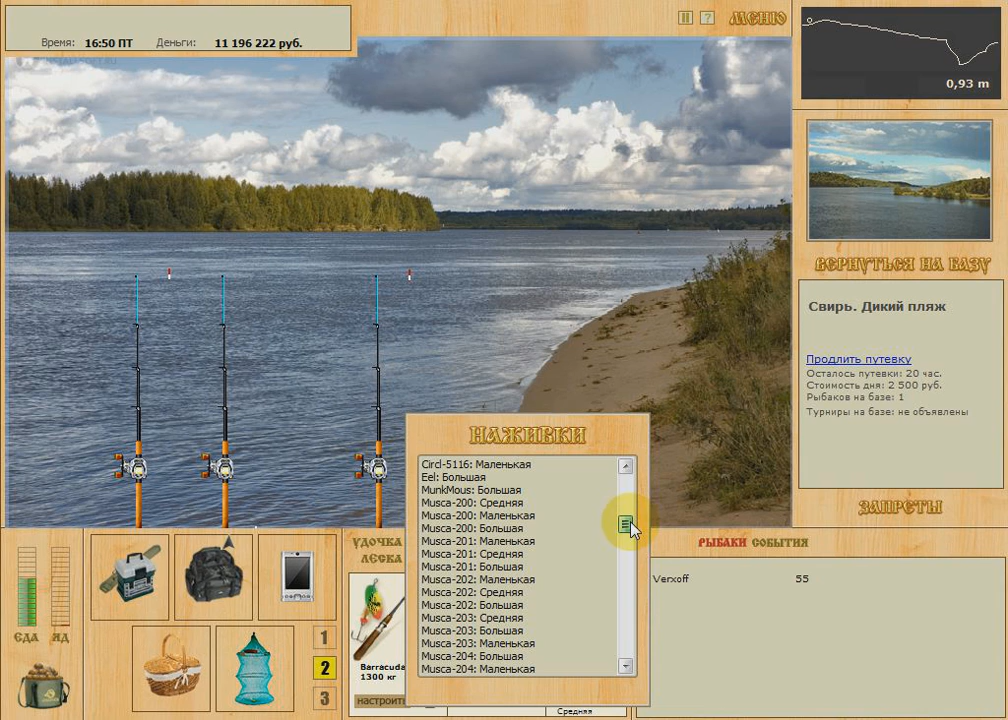 Время: 16:50 ПТ Деньги: 11 196 222 руб.
МЕНЮ
?
0,93 m
ВЕРНУТЬСЯ НА БАЗУ
Свирь. Дикий пляж
Продлить путевку
Осталось путевки: 20 час.
Стоимость дня: 2 500 руб.
Рыбаков на базе: 1
Турниры на базе: не объявлены
ЗАПРЕТЫ
НАЖИВКИ
Circl-5116: Маленькая
Eel: Большая
MunkMous: Большая
Musca-200: Средняя
Musca-200: Маленькая
Musca-200: Большая
Musca-201: Маленькая
Musca-201: Средняя
Musca-201: Большая
Musca-202: Маленькая
Musca-202: Средняя
Musca-202: Большая
Musca-203: Средняя
Musca-203: Большая
Musca-203: Маленькая
Musca-204: Большая
Musca-204: Маленькая
УДОЧКА
ЛЕСКА
Barracuda
1300 кг
настроить
Средняя
РЫБАКИ СОБЫТИЯ
Verxoff 55
ЕДА ЯД
1
2
3